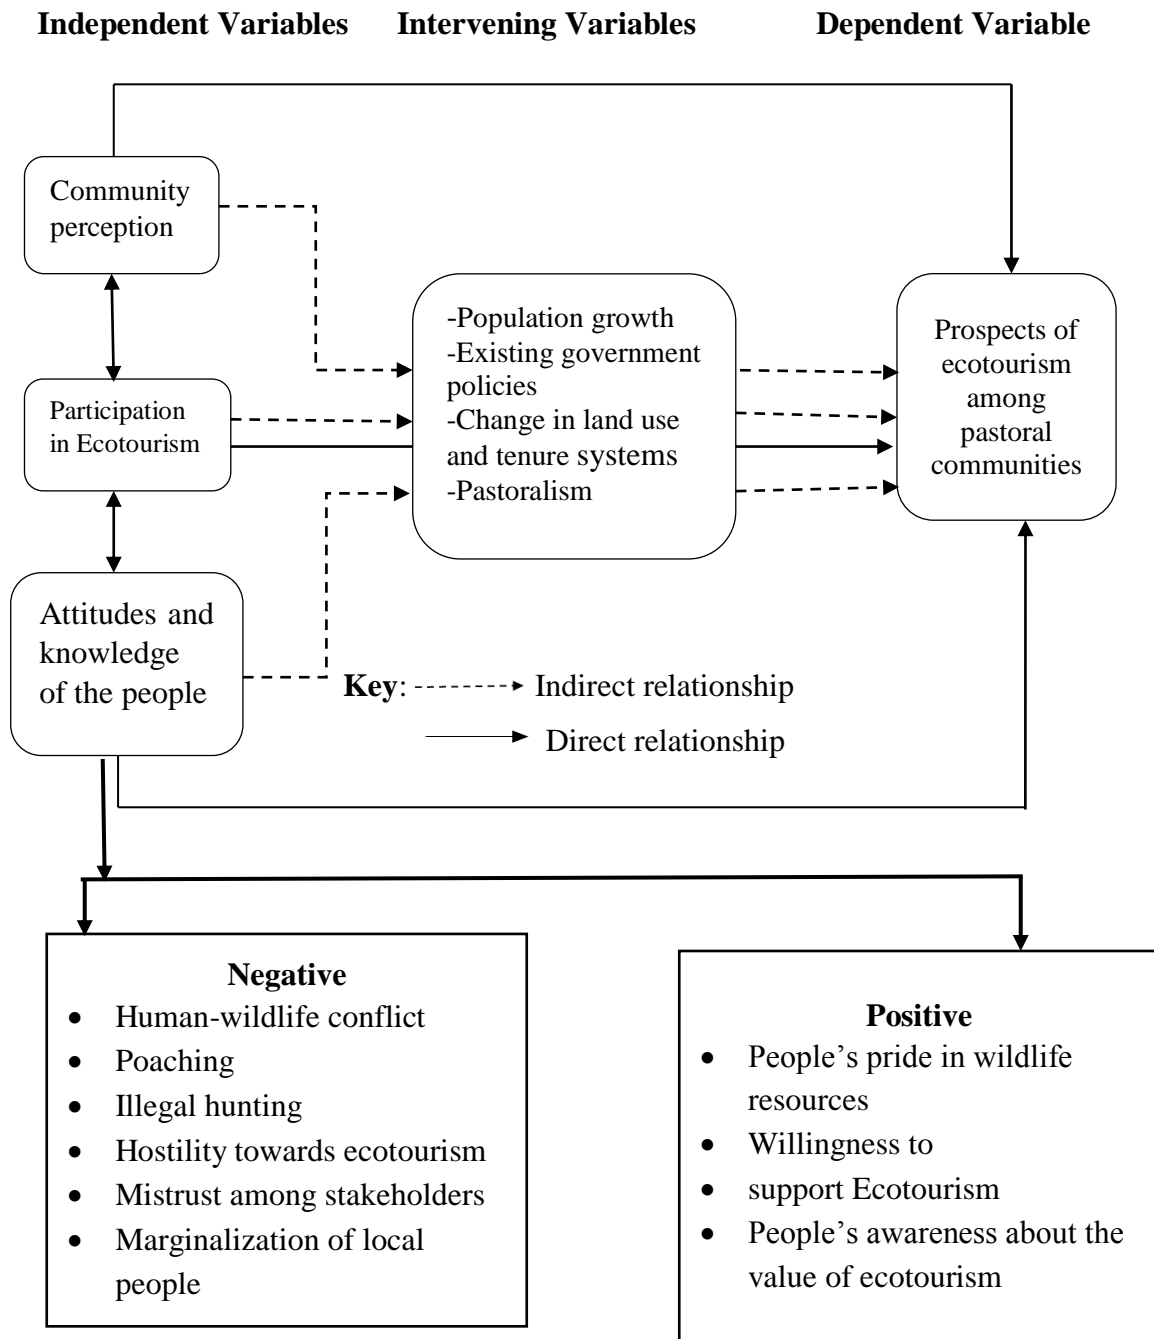 Independent Variables
Intervening Variables
Dependent Variable
Community
perception
Participation
in Ecotourism
Attitudes and
knowledge
of the people
-Population growth
-Existing government
policies
-Change in land use
and tenure systems
-Pastoralism
Prospects of
ecotourism
among
pastoral
communities
Key: Indirect relationship
Direct relationship
Negative
• Human-wildlife conflict
• Poaching
• Illegal hunting
• Hostility towards ecotourism
• Mistrust among stakeholders
• Marginalization of local
people
Positive
• People’s pride in wildlife
resources
• Willingness to
• support Ecotourism
• People’s awareness about the
value of ecotourism